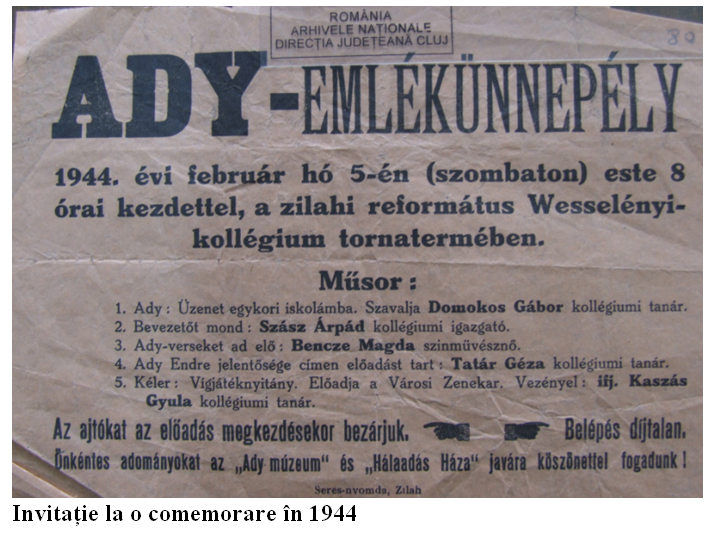 ROMÂNIA
ARHIVELE NAȚIONALE
DIRECȚIA JUDEȚEANĂ CLUJ
80
ADY-EMLÉKÜNNEPÉLY
1944. évi február hó 5-én (szombaton) este 8
órai kezdettel, a zilahi református Wesselényi-
kollégium tornatermében.
Műsor :
1. Ady : Üzenet egykori iskolámba. Szavalja Domokos Gábor kollégiumi tanár.
2. Bevezetőt mond : Szász Árpád kollégiumi igazgató.
3. Ady-verseket ad elő : Bencze Magda szinművésznő.
4. Ady Endre jelentősége címen előadást tart : Tatár Géza kollégiumi tanár.
5. Kéler : Vígjátéknyitány. Előadja a Városi Zenekar. Vezényel : ifj. Kaszás
Gyula kollégiumi tanár.
Az ajtókat az előadás megkezdésekor bezárjuk. Belépés díjtalan.
Önkéntes adományokat az „Ady múzeum" és „Hálaadás Háza" javára köszönettel fogadunk !
Seres-nyomda, Zilah
Invitație la o comemorare în 1944